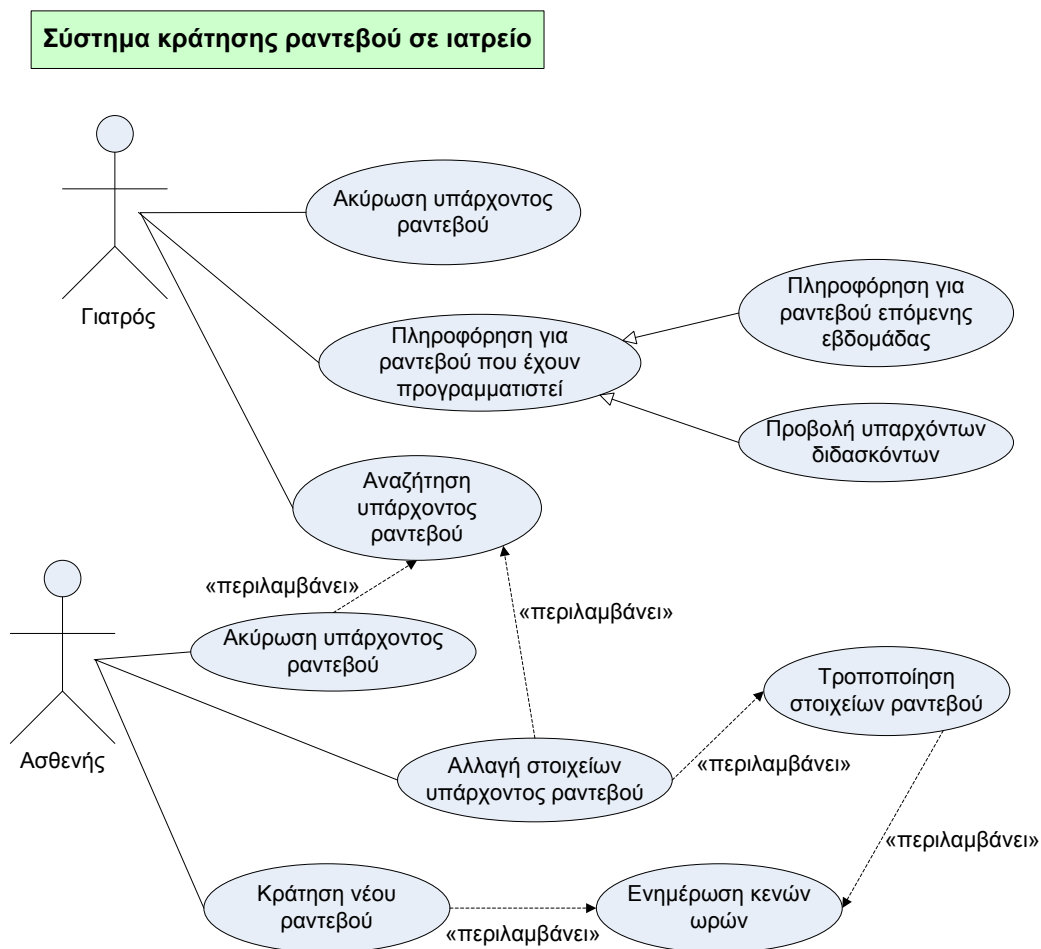 Σύστημα κράτησης ραντεβού σε ιατρείο
Ακύρωση υπάρχοντος
ραντεβού
Γιατρός
Πληροφόρηση για
ραντεβού επόμενης
εβδομάδας
Πληροφόρηση για
ραντεβού που έχουν
προγραμματιστεί
Προβολή υπαρχόντων
διδασκόντων
Αναζήτηση
υπάρχοντος
ραντεβού
«περιλαμβάνει»
«περιλαμβάνει»
Ακύρωση υπάρχοντος
ραντεβού
Ασθενής
Τροποποίηση
στοιχείων ραντεβού
Αλλαγή στοιχείων
υπάρχοντος ραντεβού
«περιλαμβάνει»
«περιλαμβάνει»
Κράτηση νέου
ραντεβού
«περιλαμβάνει»
Ενημέρωση κενών
ωρών